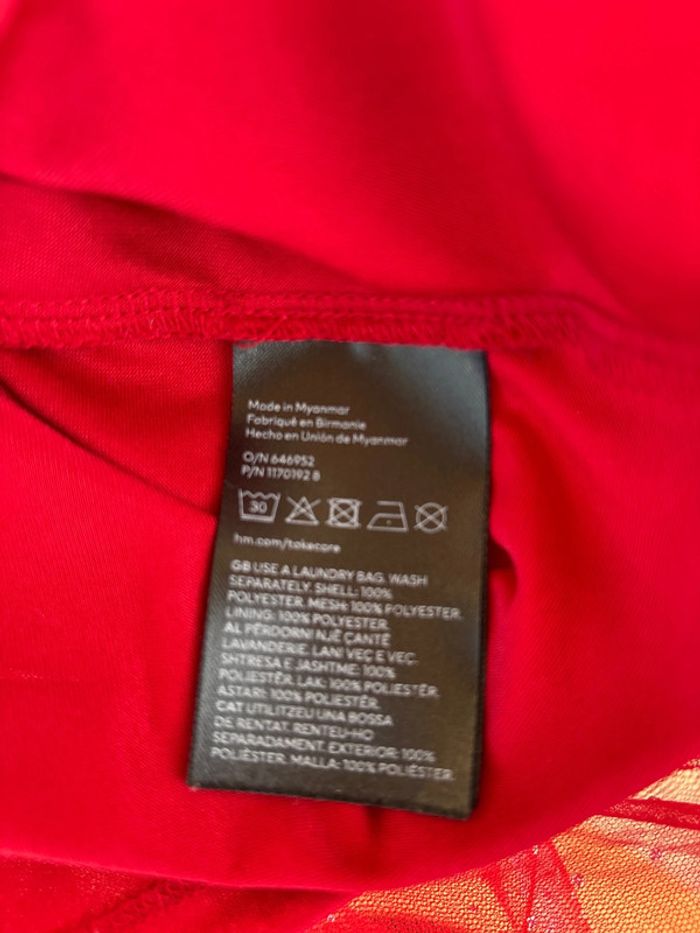 Made in Myanmar
Fabriqué en Birmanie
Hecho en Unión de Myanmar
O/N 646952
P/N 1170192 B
30
hm.com/takecare
GB USE A LAUNDRY BAG. WASH
SEPARATELY. SHELL: 100%
POLYESTER. MESH: 100% POLYESTER.
LINING: 100% POLYESTER.
AL PËRDORNI NJË ÇANTË
LAVANDERIE. LANI VEÇ E VEC.
SHTRESA E JASHTME: 100%
POLIESTËR. LAK: 100% POLIESTËR.
ASTARI: 100% POLIESTËR.
CAT UTILITZEU UNA BOSSA
DE RENTAT. RENTEU-HO
SEPARADAMENT. EXTERIOR: 100%
POLIÈSTER. MALLA: 100% POLIÈSTER.